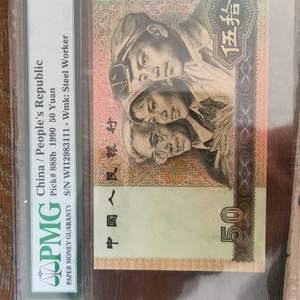 PMG
PAPER MONEY GUARANTY
China / People's Republic
Pick# 888b 1990 50 Yuan
S/N WI12983111 - Wmk: Steel Worker
中国人民银行
伍拾
50